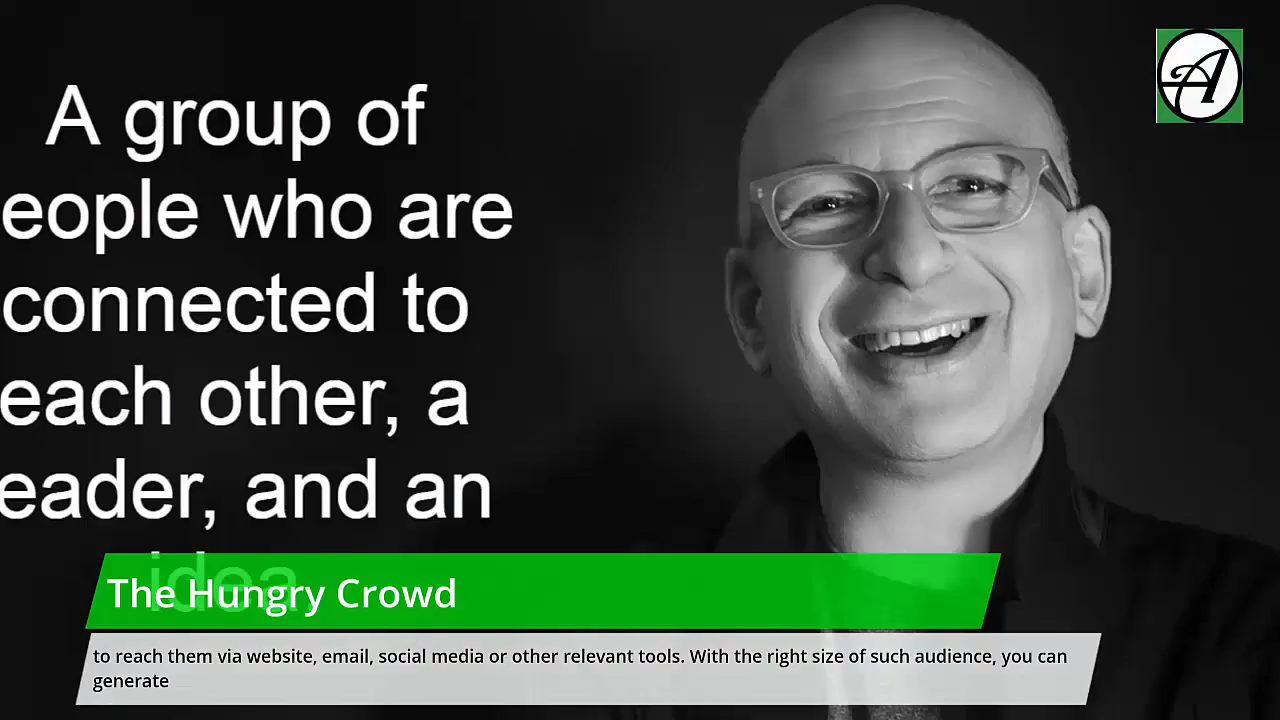 A group of
eople who are
connected to
each other, a
eader, and an
idea
The Hungry Crowd
to reach them via website, email, social media or other relevant tools. With the right size of such audience, you can
generate
A